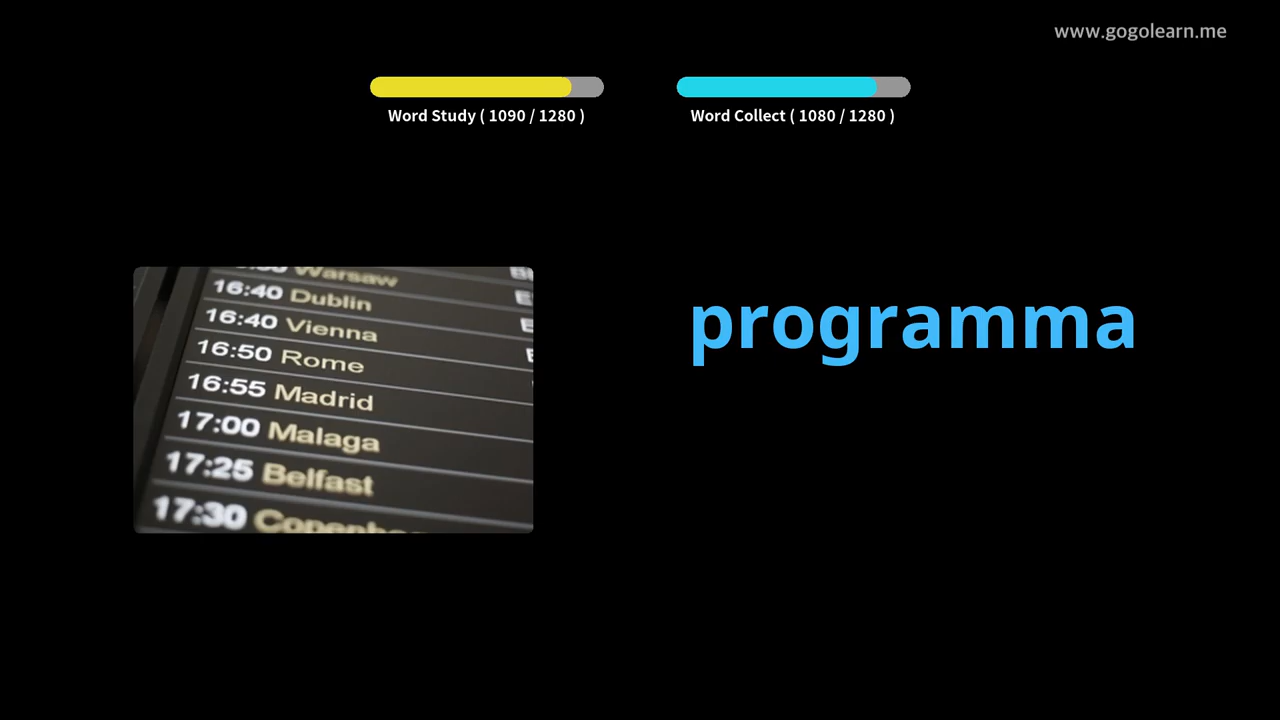 www.gogolearn.me
Word Study ( 1090 / 1280 )
Word Collect ( 1080 / 1280 )
Warsaw
16:40 Dublin
16:40 Vienna
16:50 Rome
16:55 Madrid
17:00 Malaga
17:25 Belfast
17:30
programma